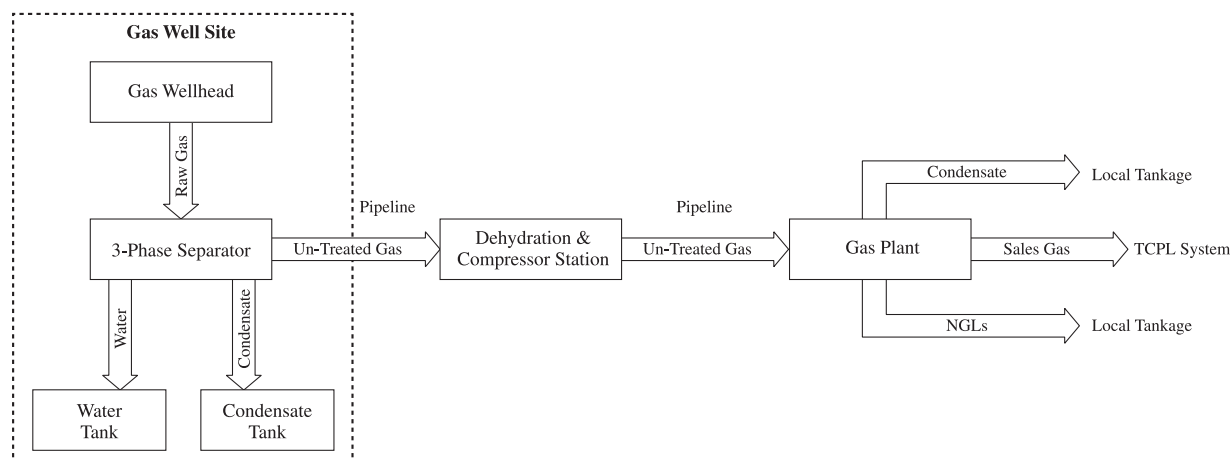 Gas Well Site
Gas Wellhead
Raw Gas
3-Phase Separator
Water
Condensate
Water
Tank
Condensate
Tank
Pipeline
Un-Treated Gas
Dehydration &
Compressor Station
Pipeline
Un-Treated Gas
Gas Plant
Condensate
Local Tankage
Sales Gas
TCPL System
NGLs
Local Tankage